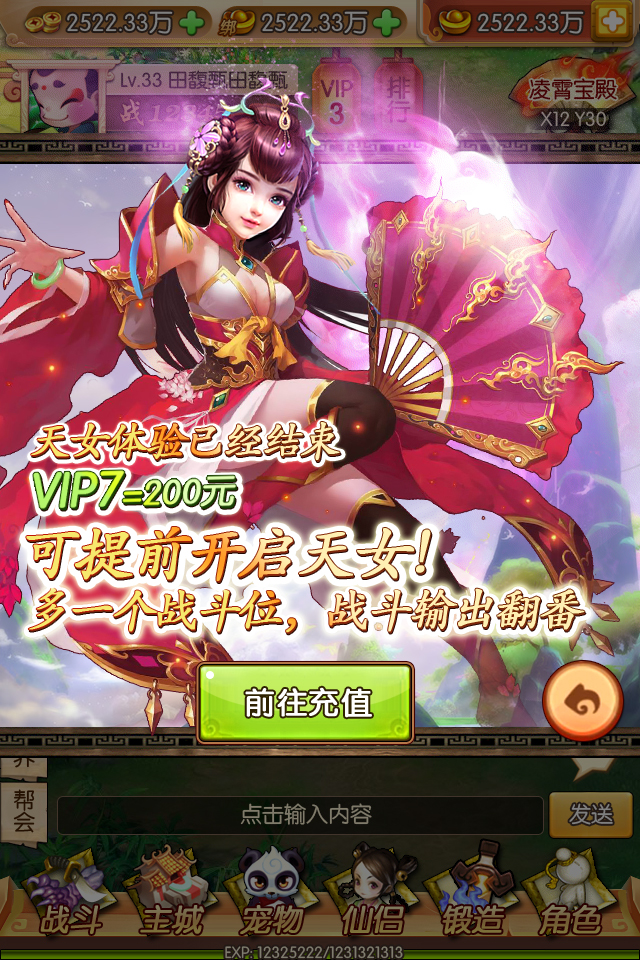 2522.33万
绑
2522.33万
2522.33万
Lv.33 田馥甄田馥甄
VIP
3
排
行
凌霄宝殿
X12 Y30
天女体验已经结束
VIP7=200元
可提前开启天女!
多一个战斗位，战斗输出翻番
前往充值
帮
会
点击输入内容
发送
战斗
主城
宠物
仙侣
锻造
角色
EXP: 12325222/1231321313